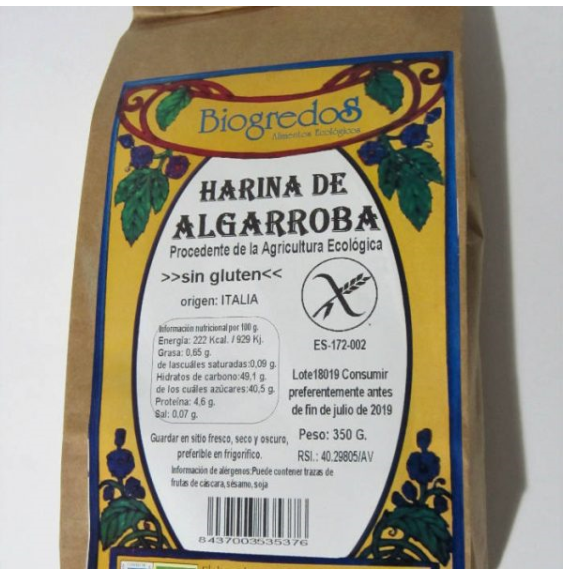 BiogredoS
Alimentos Ecológicos
HARINA DE
ALGARROBA
Procedente de la Agricultura Ecológica
>>sin gluten<<
origen: ITALIA
ES-172-002
Información nutricional por 100 g.
Energía: 222 Kcal. / 929 Kj.
Grasa: 0,65 g.
de lascuáles saturadas:0,09 g.
Hidratos de carbono:49,1 g.
de los cuáles azúcares:40,5 g.
Proteína: 4,6 g.
Sal: 0,07 g.
Lote18019 Consumir
preferentemente antes
de fin de julio de 2019
Guardar en sitio fresco, seco y oscuro,
preferible en frigorífico.
Peso: 350 G.
RSI.: 40.29805/AV
Información de alérgenos:Puede contener trazas de
frutas de cáscara, sésamo, soja
8437003535376